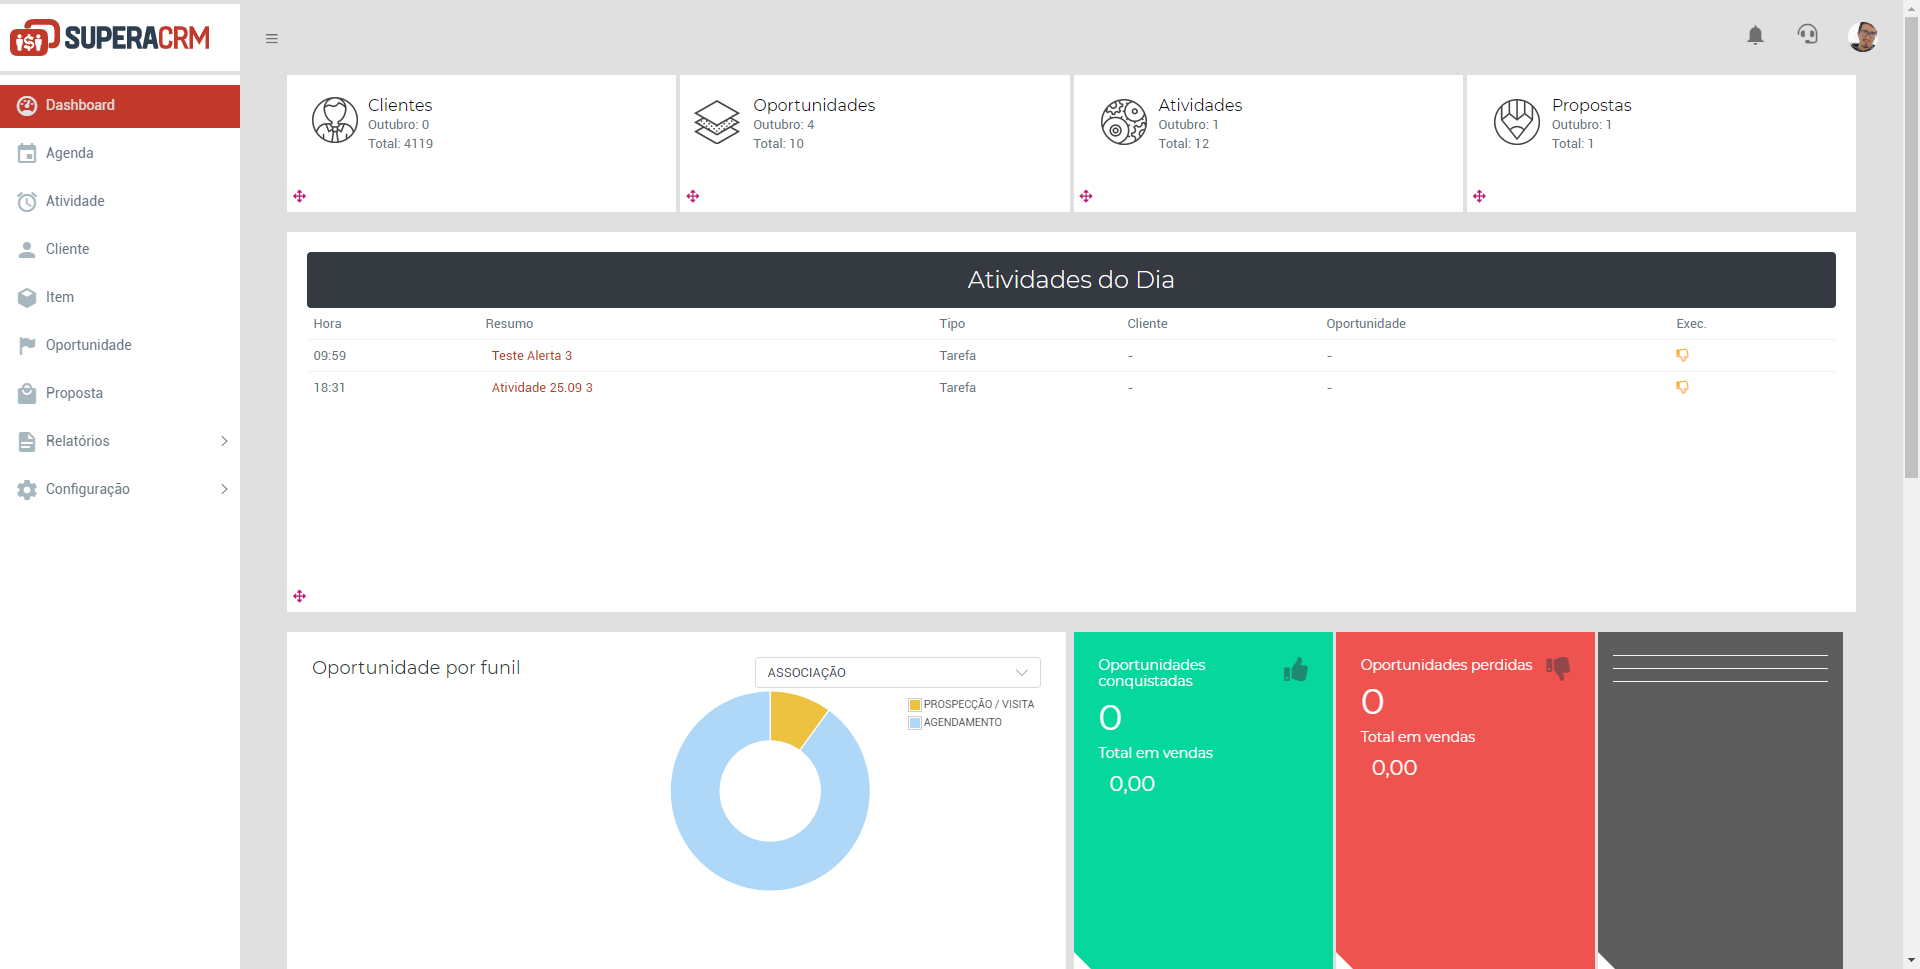 SUPERACRM
Dashboard
Agenda
Atividade
Cliente
Item
Oportunidade
Proposta
Relatórios
Configuração
Clientes
Outubro: 0
Total: 4119
Oportunidades
Outubro: 4
Total: 10
Atividades
Outubro: 1
Total: 12
Propostas
Outubro: 1
Total: 1
Atividades do Dia
Hora Resumo Tipo Cliente Oportunidade Exec.
09:59 Teste Alerta 3 Tarefa - -
18:31 Atividade 25.09 3 Tarefa - -
Oportunidade por funil
ASSOCIAÇÃO
PROSPECÇÃO / VISITA
AGENDAMENTO
Oportunidades
conquistadas
0
Total em vendas
0,00
Oportunidades perdidas
0
Total em vendas
0,00